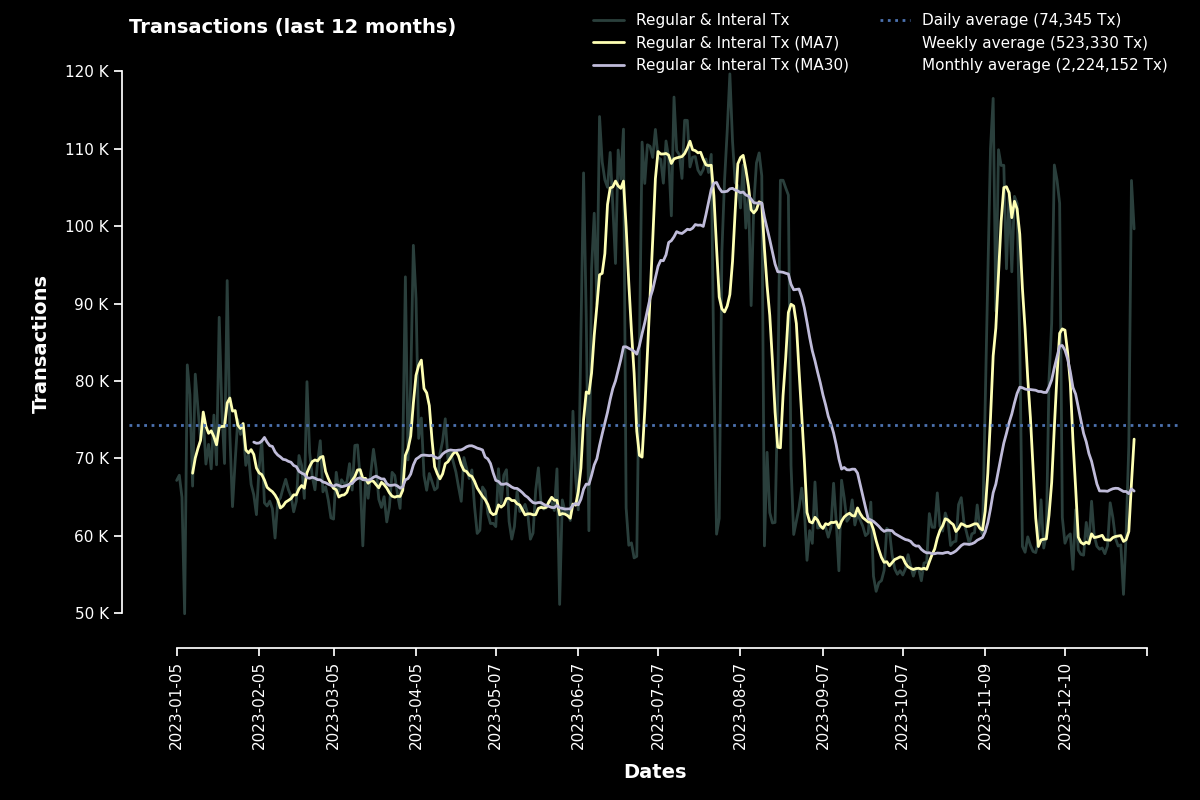 Transactions (last 12 months)
Regular & Interal Tx
Regular & Interal Tx (MA7)
Regular & Interal Tx (MA30)
Daily average (74,345 Tx)
Weekly average (523,330 Tx)
Monthly average (2,224,152 Tx)
120 K
110 K
100 K
90 K
80 K
70 K
60 K
50 K
Transactions
2023-01-05
2023-02-05
2023-03-05
2023-04-05
2023-05-07
2023-06-07
2023-07-07
2023-08-07
2023-09-07
2023-10-07
2023-11-09
2023-12-10
Dates